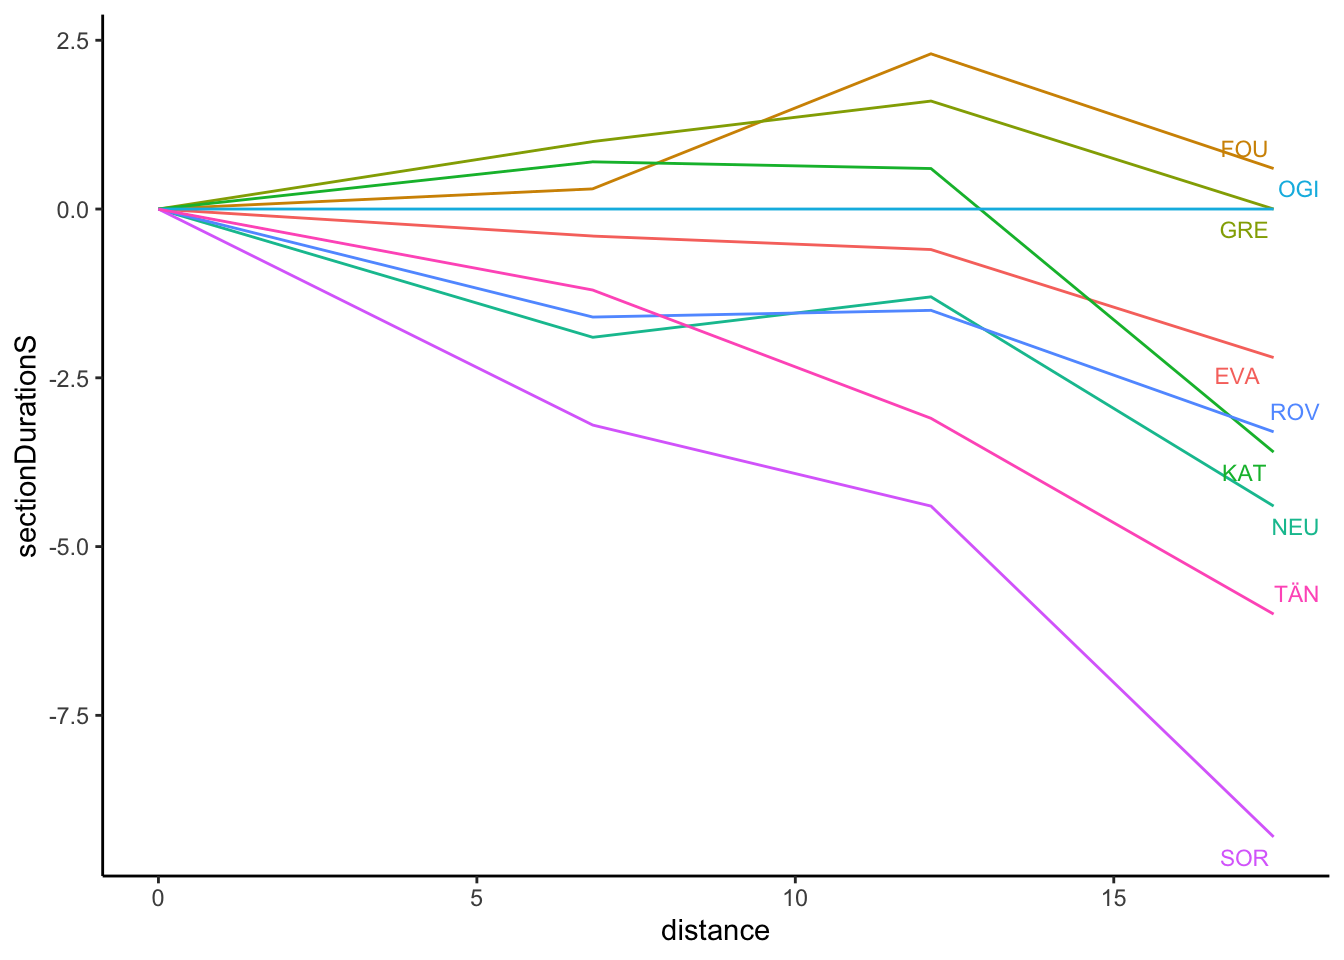 2.5
0.0
-2.5
-5.0
-7.5
sectionDurationS
FOU
OGI
GRE
EVA
ROV
KAT
NEU
TÄN
SOR
0
5
10
15
distance